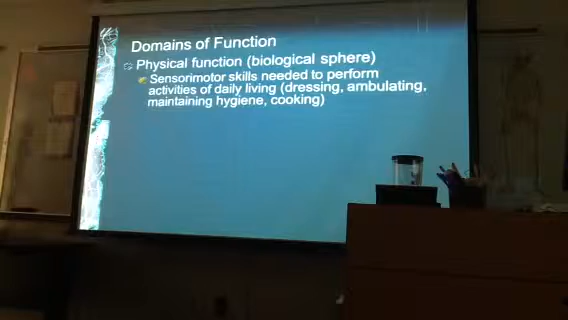 Domains of Function
Physical function (biological sphere)
Sensorimotor skills needed to perform
activities of daily living (dressing, ambulating,
maintaining hygiene, cooking)